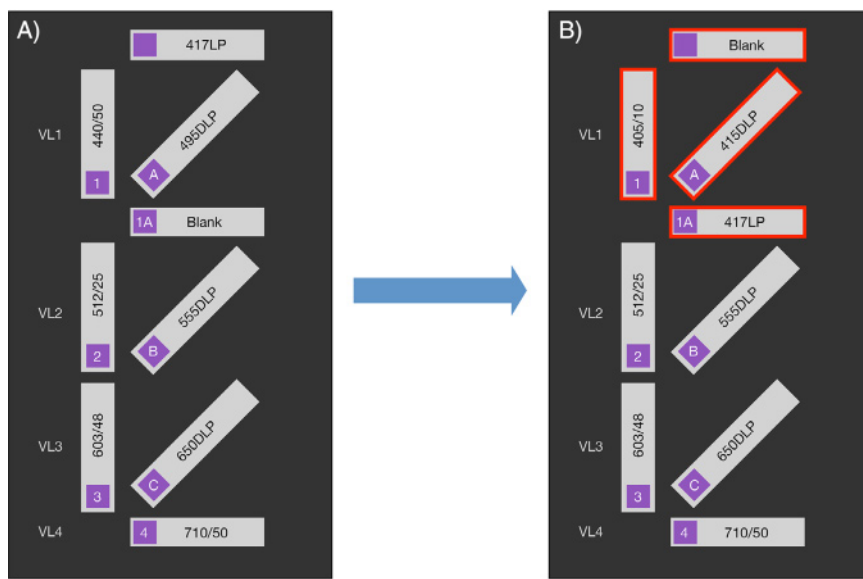 A)
417LP
VL1
440/50
1
495DLP
A
1A
Blank
VL2
512/25
2
555DLP
B
VL3
603/48
3
650DLP
C
VL4
4
710/50
B)
Blank
VL1
405/10
1
415DLP
A
1A
417LP
VL2
512/25
2
555DLP
B
VL3
603/48
3
650DLP
C
VL4
4
710/50